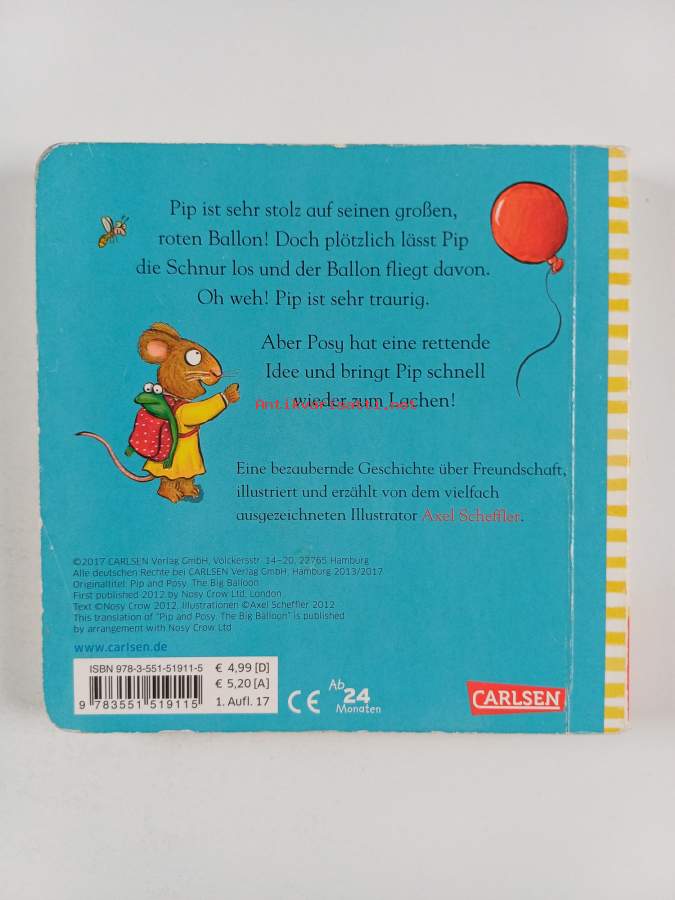 Pip ist sehr stolz auf seinen großen,
roten Ballon! Doch plötzlich lässt Pip
die Schnur los und der Ballon fliegt davon.
Oh weh! Pip ist sehr traurig.
Aber Posy hat eine rettende
Idee und bringt Pip schnell
wieder zum Lachen!
Antikvariaatti.net
Eine bezaubernde Geschichte über Freundschaft,
illustriert und erzählt von dem vielfach
ausgezeichneten Illustrator Axel Scheffler.
©2017 CARLSEN Verlag GmbH, Völckersstr. 14–20, 22765 Hamburg
Alle deutschen Rechte bei CARLSEN Verlag GmbH, Hamburg 2013/2017
Originaltitel: Pip and Posy. The Big Balloon
First published 2012 by Nosy Crow Ltd, London
Text ©Nosy Crow 2012, Illustrationen ©Axel Scheffler 2012
This translation of "Pip and Posy. The Big Balloon" is published
by arrangement with Nosy Crow Ltd
www.carlsen.de
ISBN 978-3-551-51911-5
€ 4,99 [D]
€ 5,20 [A]
9 783551 519115
1. Aufl. 17
CE
Ab
24
Monaten
CARLSEN